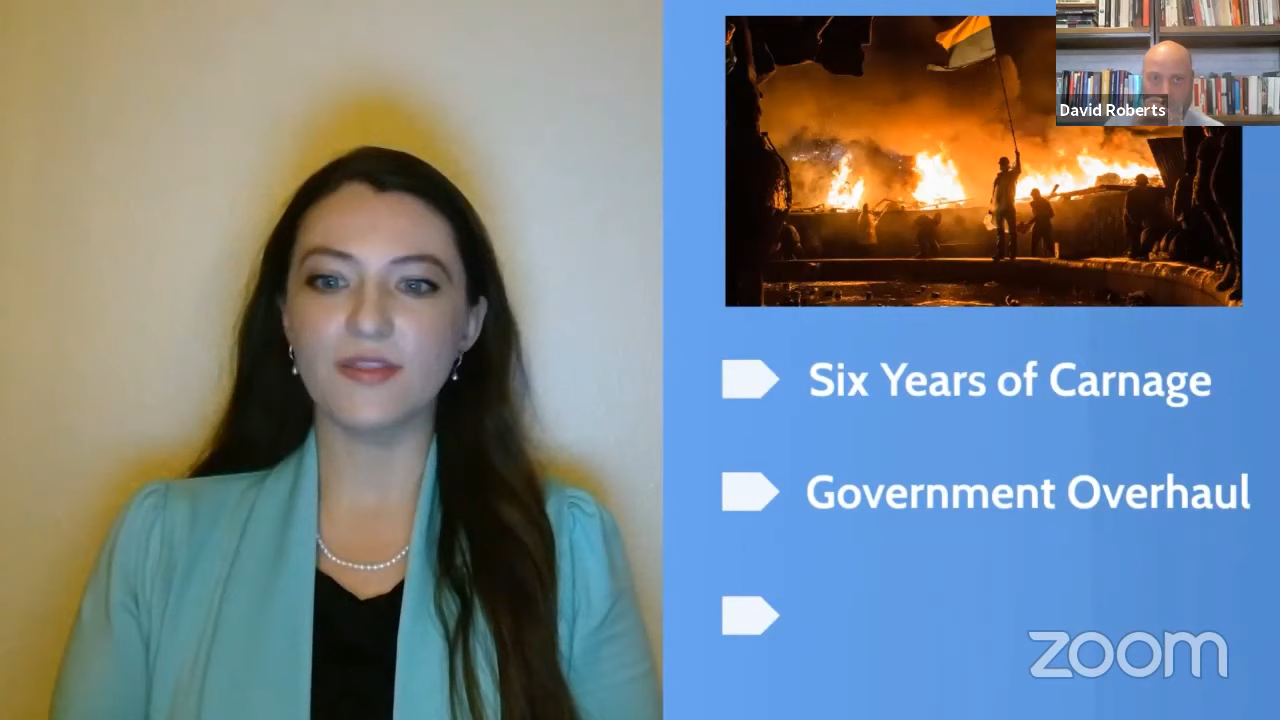 David Roberts
Six Years of Carnage
Government Overhaul
zoom